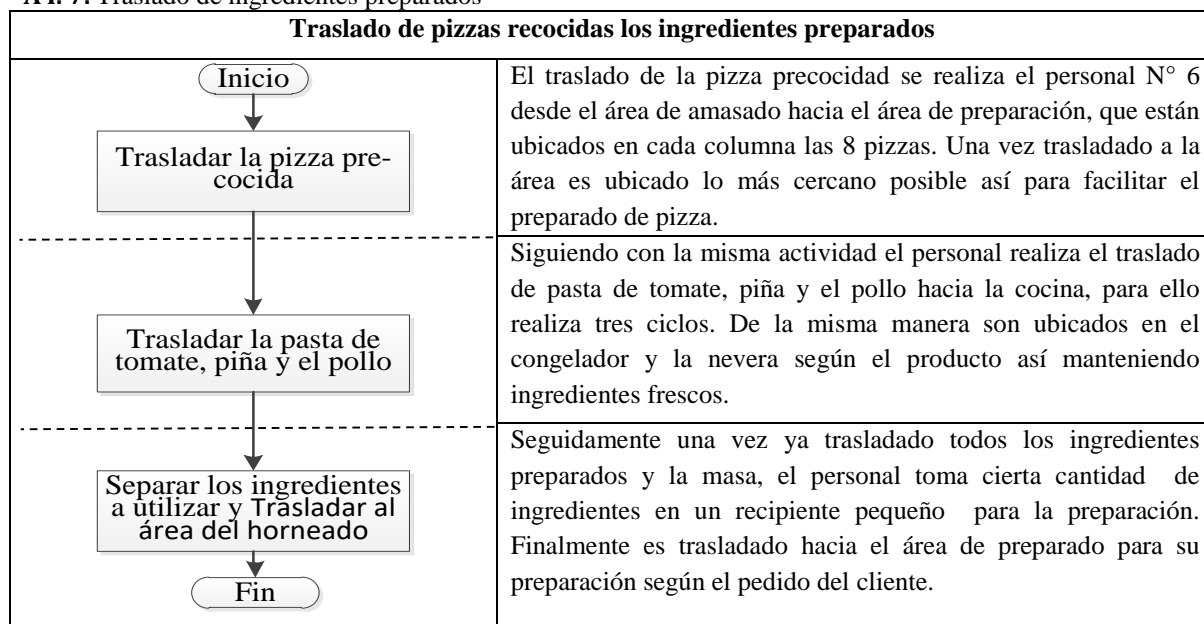 A I. 7: Traslado de ingredientes preparados
Traslado de pizzas recocidas los ingredientes preparados
Inicio
Trasladar la pizza pre-
cocida
El traslado de la pizza precocidad se realiza el personal N° 6
desde el área de amasado hacia el área de preparación, que están
ubicados en cada columna las 8 pizzas. Una vez trasladado a la
área es ubicado lo más cercano posible así para facilitar el
preparado de pizza.
Trasladar la pasta de
tomate, piña y el pollo
Siguiendo con la misma actividad el personal realiza el traslado
de pasta de tomate, piña y el pollo hacia la cocina, para ello
realiza tres ciclos. De la misma manera son ubicados en el
congelador y la nevera según el producto así manteniendo
ingredientes frescos.
Separar los ingredientes
a utilizar y Trasladar al
área del horneado
Fin
Seguidamente una vez ya trasladado todos los ingredientes
preparados y la masa, el personal toma cierta cantidad de
ingredientes en un recipiente pequeño para la preparación.
Finalmente es trasladado hacia el área de preparado para su
preparación según el pedido del cliente.